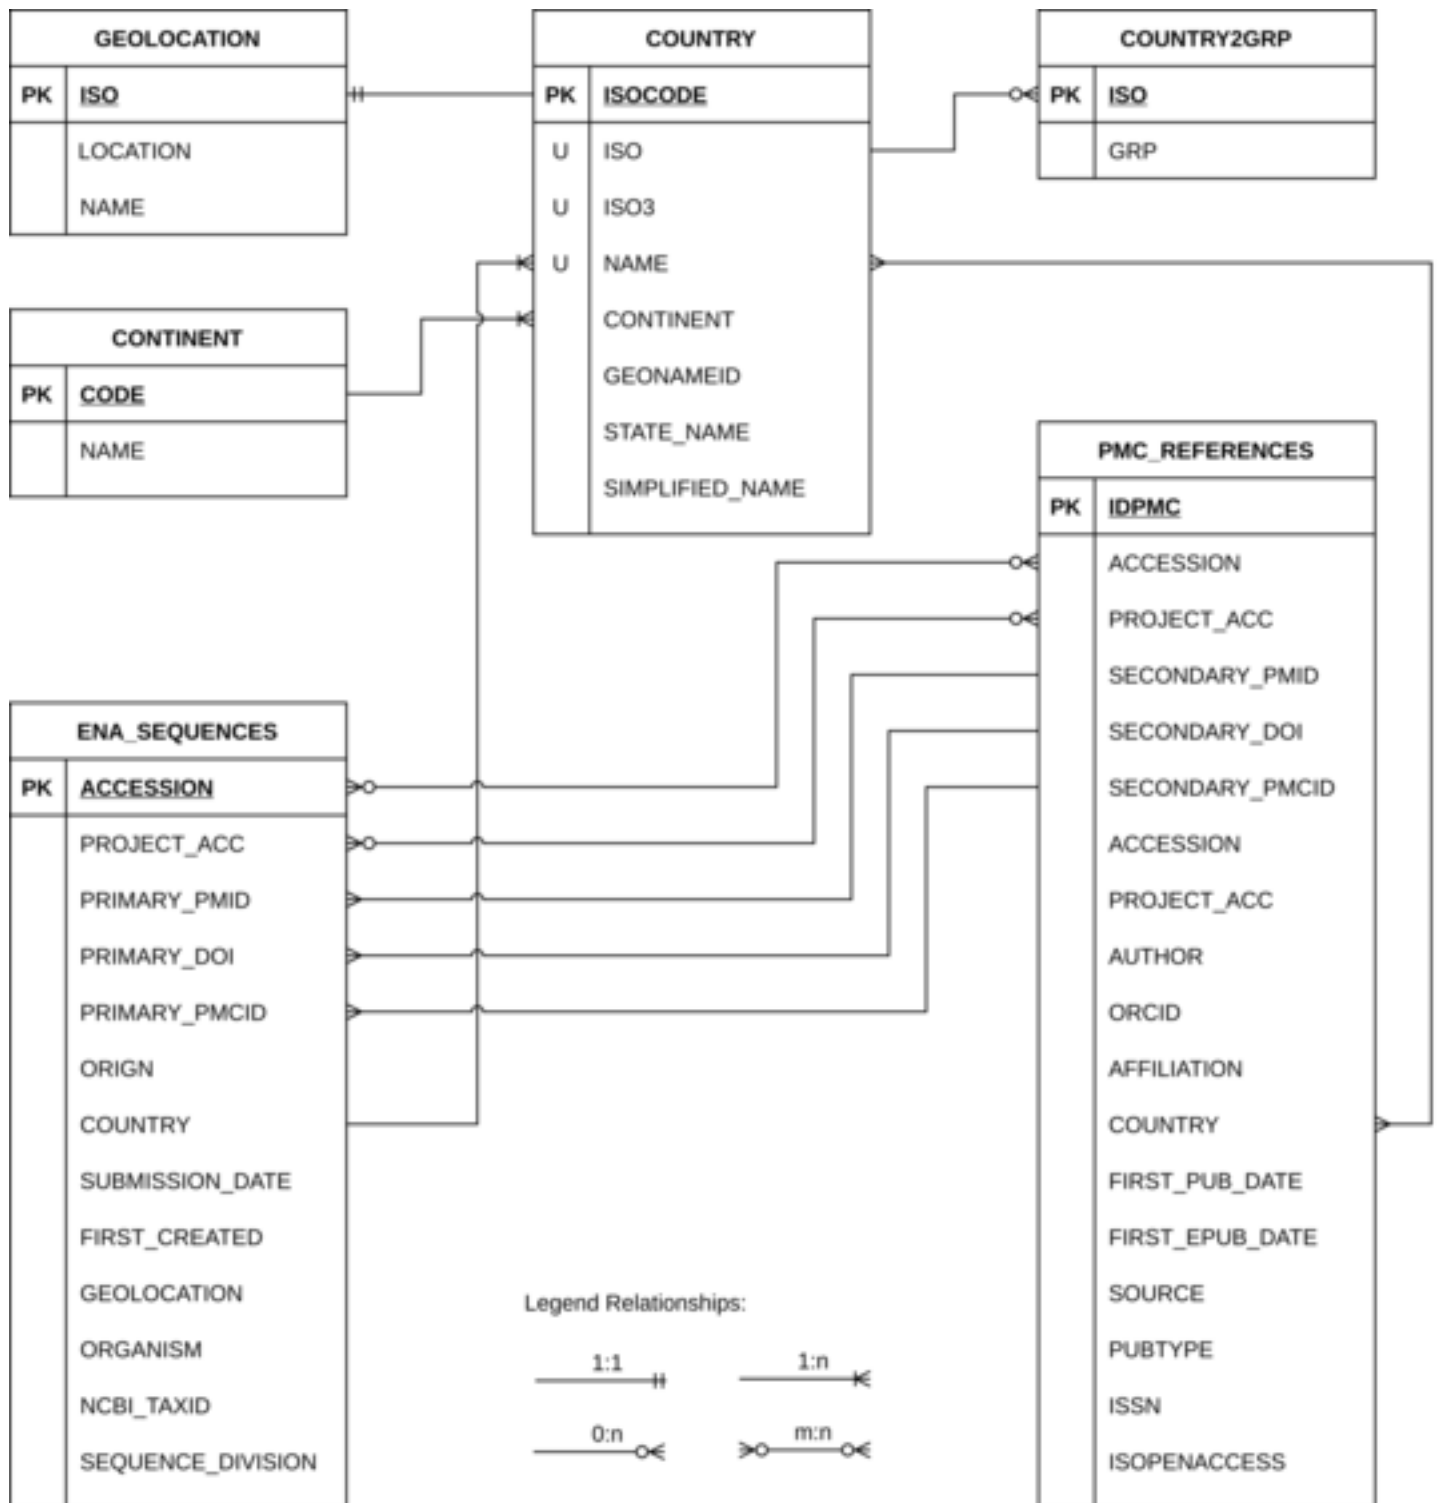 GEOLOCATION
PK ISO
LOCATION
NAME
COUNTRY
PK ISOCODE
U ISO
U ISO3
U NAME
CONTINENT
GEONAMEID
STATE_NAME
SIMPLIFIED_NAME
COUNTRY2GRP
PK ISO
GRP
CONTINENT
PK CODE
NAME
PMC_REFERENCES
PK IDPMC
ACCESSION
PROJECT_ACC
SECONDARY_PMID
SECONDARY_DOI
SECONDARY_PMCID
ACCESSION
PROJECT_ACC
AUTHOR
ORCID
AFFILIATION
COUNTRY
FIRST_PUB_DATE
FIRST_EPUB_DATE
SOURCE
PUBTYPE
ISSN
ISOPENACCESS
ENA_SEQUENCES
PK ACCESSION
PROJECT_ACC
PRIMARY_PMID
PRIMARY_DOI
PRIMARY_PMCID
ORIGN
COUNTRY
SUBMISSION_DATE
FIRST_CREATED
GEOLOCATION
ORGANISM
NCBI_TAXID
SEQUENCE_DIVISION
Legend Relationships:
1:1
1:n
0:n
m:n